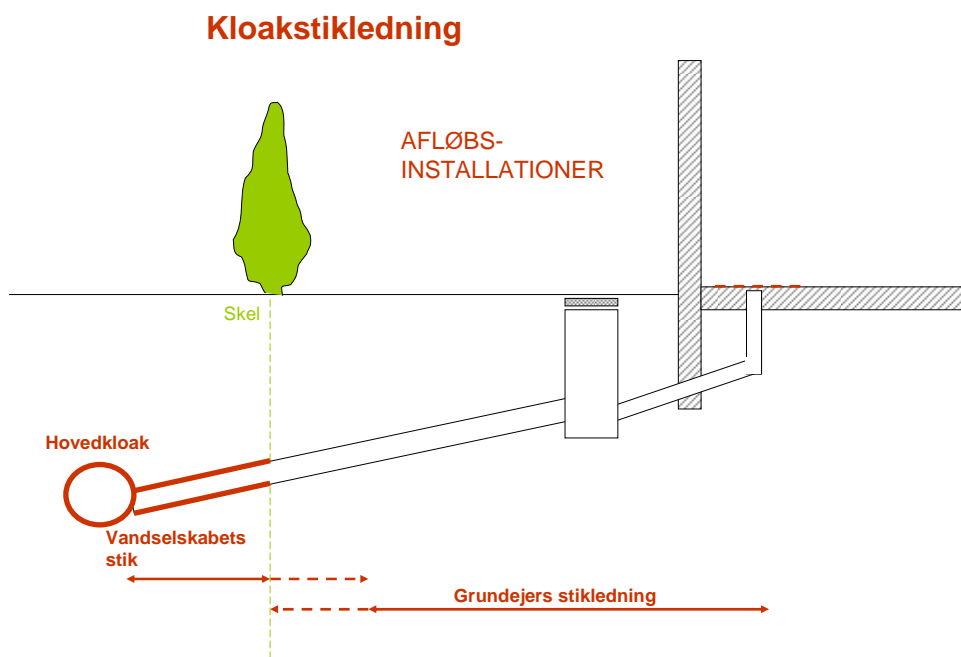 Kloakstikledning
AFLØBS-
INSTALLATIONER
Skel
Hovedkloak
Vandselskabets
stik
Grundejers stikledning